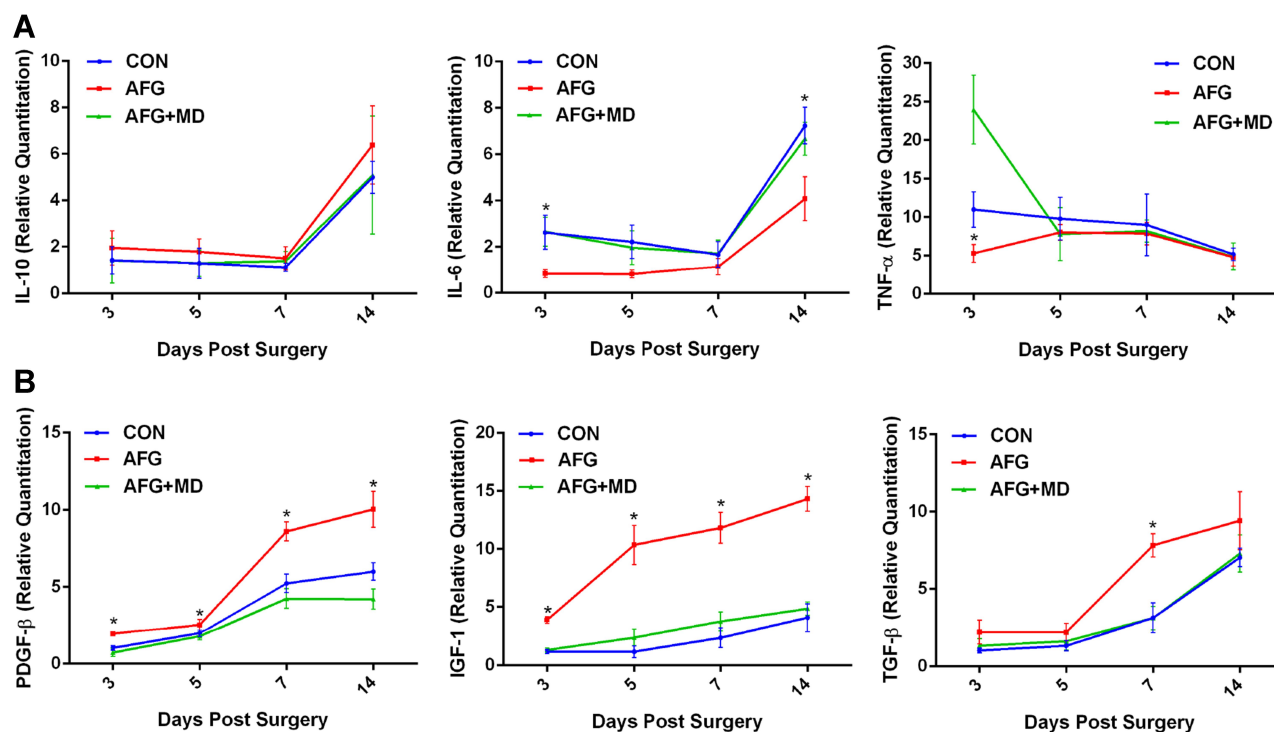 A
IL-10 (Relative Quantitation)
10
8
6
4
2
0
CON
AFG
AFG+MD
3
5
7
14
Days Post Surgery
IL-6 (Relative Quantitation)
10
8
6
4
2
0
CON
AFG
AFG+MD
*
*
3
5
7
14
Days Post Surgery
TNF-α (Relative Quantitation)
30
25
20
15
10
5
0
CON
AFG
AFG+MD
*
3
5
7
14
Days Post Surgery
B
PDGF-β (Relative Quantitation)
15
10
5
0
CON
AFG
AFG+MD
*
*
*
*
3
5
7
14
Days Post Surgery
IGF-1 (Relative Quantitation)
20
15
10
5
0
CON
AFG
AFG+MD
*
*
*
*
3
5
7
14
Days Post Surgery
TGF-β (Relative Quantitation)
15
10
5
0
CON
AFG
AFG+MD
*
3
5
7
14
Days Post Surgery